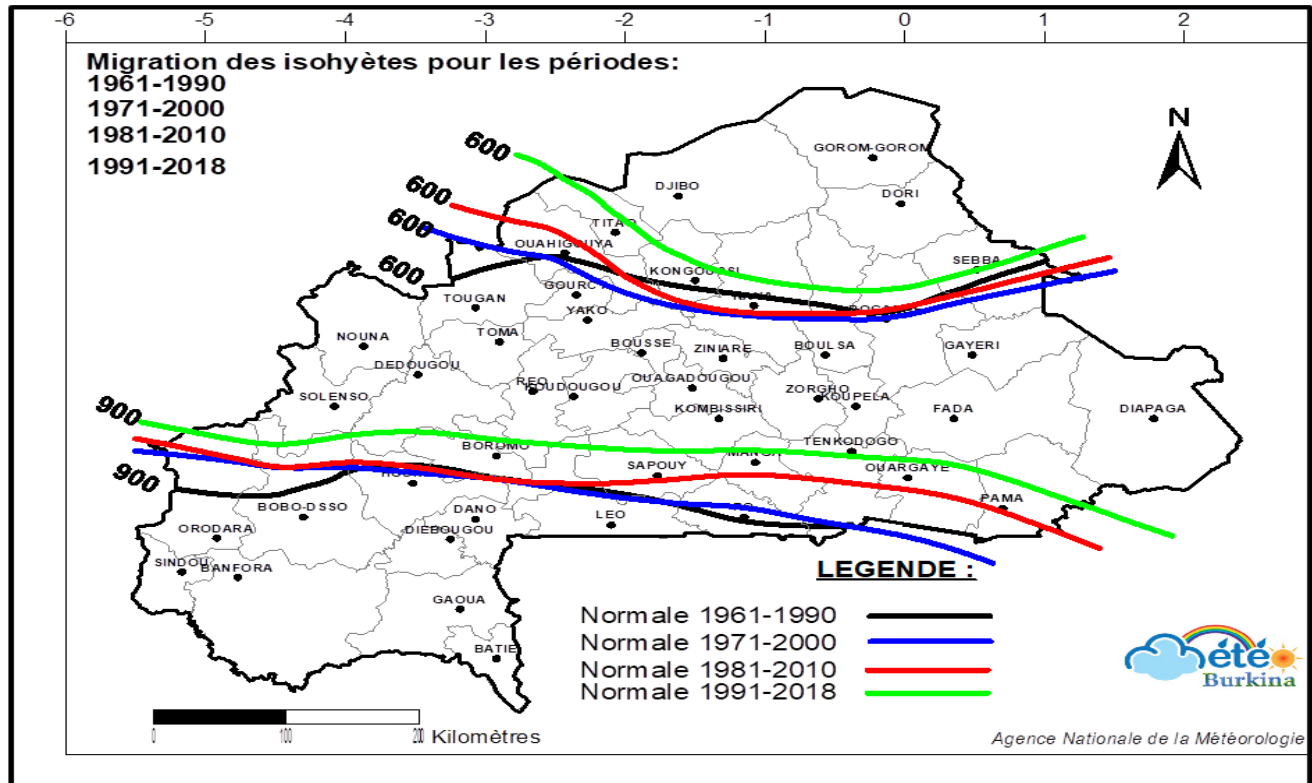 -6 -5 -4 -3 -2 -1 0 1 2
Migration des isohyètes pour les périodes:
1961-1990
1971-2000
1981-2010
1991-2018
N
600
GOROM-GOROM
DJIBO
DORI
600
TITAO
600
OUAHIGOUYA
600
SEBBA
KONGOUSSI
GOURC
TOUGAN
YAKO
TOMA
NOUNA
BOUSSE
ZINIARE
BOULSA
GAYERI
DEDOUGOU
REO
KOUDOUGOU
OUAGADOUGOU
ZORGHO
KOUPELA
SOLENSO
KOMBISSIRI
FADA
DIAPAGA
900
TENKODOGO
BOROMO
MANGA
SAPOUY
OUARGAYE
900
PAMA
BOBO-DSSO
DANO
LEO
ORODARA
DIEBOUGOU
SINDOU
BANFORA
GAOUA
BATIE
LEGENDE :
Normale 1961-1990
Normale 1971-2000
Normale 1981-2010
Normale 1991-2018
météo
Burkina
0 100 200 Kilomètres
Agence Nationale de la Météorologie